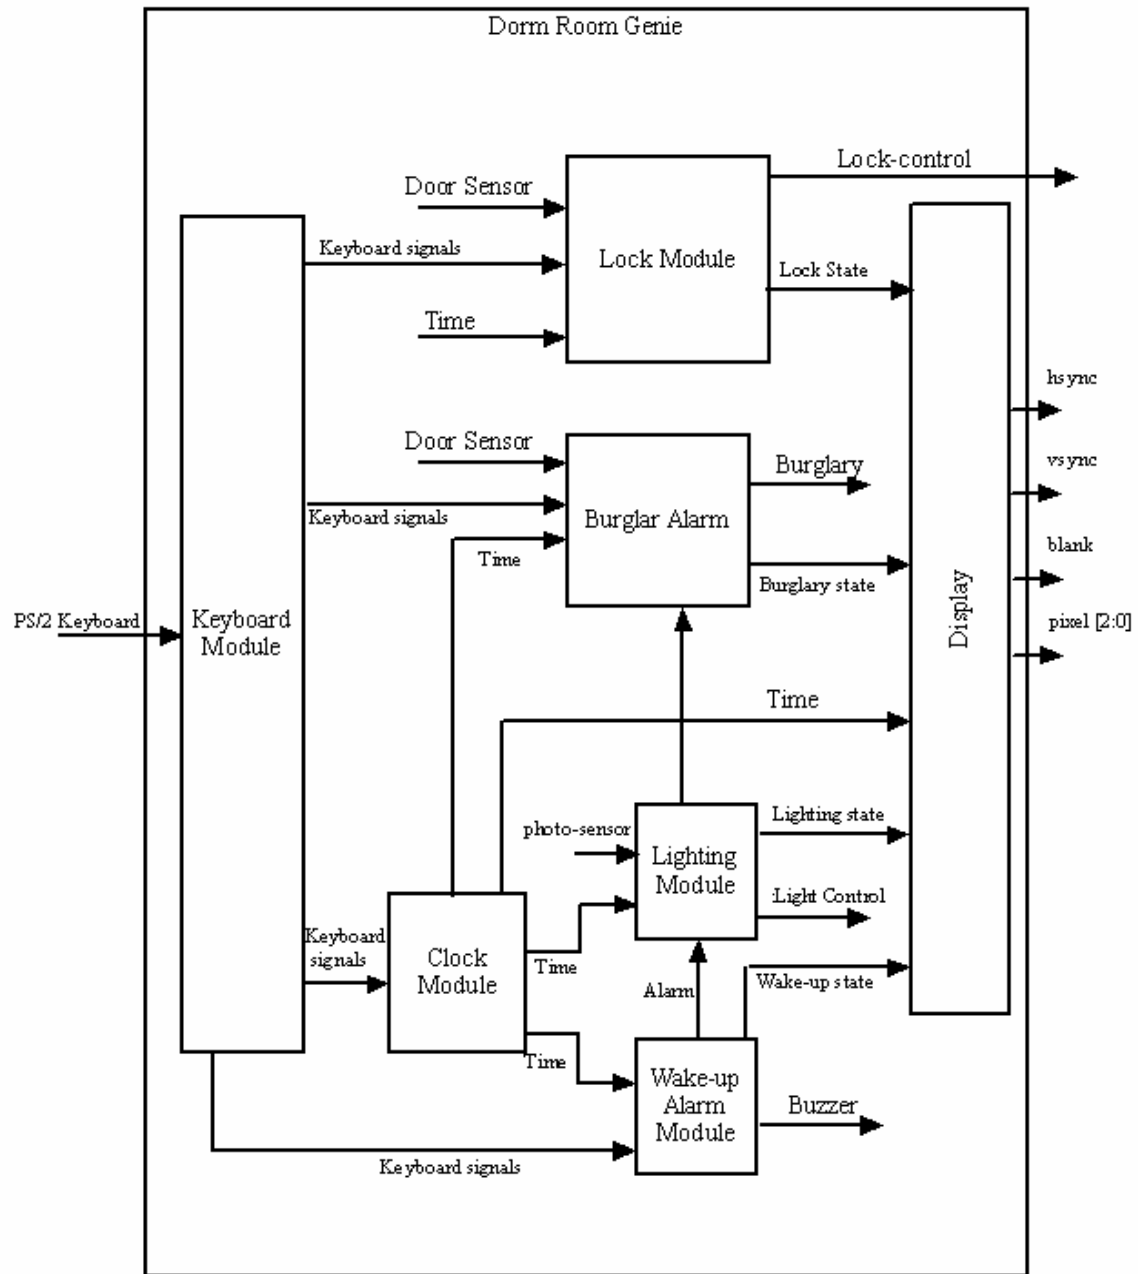 Dorm Room Genie
Lock-control
Door Sensor
Keyboard signals
Lock Module
Lock State
Time
hsync
Door Sensor
Burglary
vsync
Keyboard signals
Burglar Alarm
Time
Burglary state
blank
PS/2 Keyboard
Keyboard
Module
Display
pixel [2:0]
Time
photo-sensor
Lighting state
Lighting
Module
Light Control
Keyboard
signals
Clock
Module
Time
Alarm
Wake-up state
Time
Wake-up
Alarm
Module
Buzzer
Keyboard signals